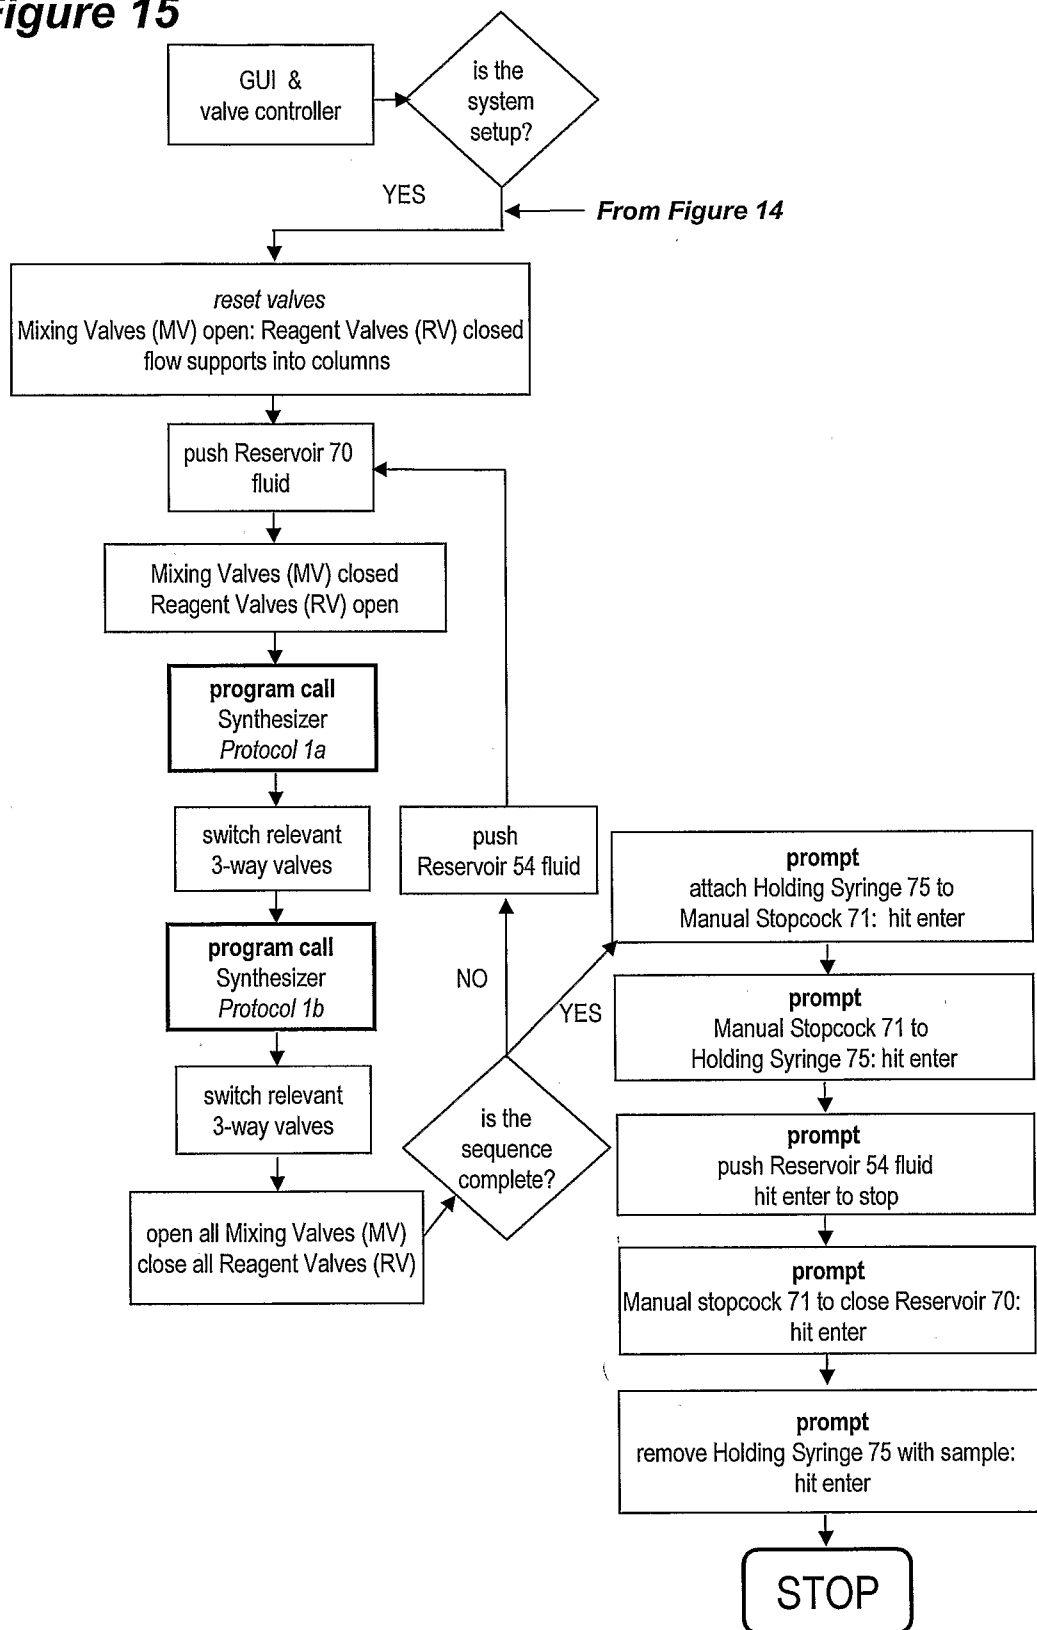 Figure 15
GUI &
valve controller
is the
system
setup?
YES
From Figure 14
reset valves
Mixing Valves (MV) open: Reagent Valves (RV) closed
flow supports into columns
push Reservoir 70
fluid
Mixing Valves (MV) closed
Reagent Valves (RV) open
program call
Synthesizer
Protocol 1a
switch relevant
3-way valves
program call
Synthesizer
Protocol 1b
switch relevant
3-way valves
open all Mixing Valves (MV)
close all Reagent Valves (RV)
is the
sequence
complete?
NO
push
Reservoir 54 fluid
YES
prompt
attach Holding Syringe 75 to
Manual Stopcock 71: hit enter
prompt
Manual Stopcock 71 to
Holding Syringe 75: hit enter
prompt
push Reservoir 54 fluid
hit enter to stop
prompt
Manual stopcock 71 to close Reservoir 70:
hit enter
prompt
remove Holding Syringe 75 with sample:
hit enter
STOP